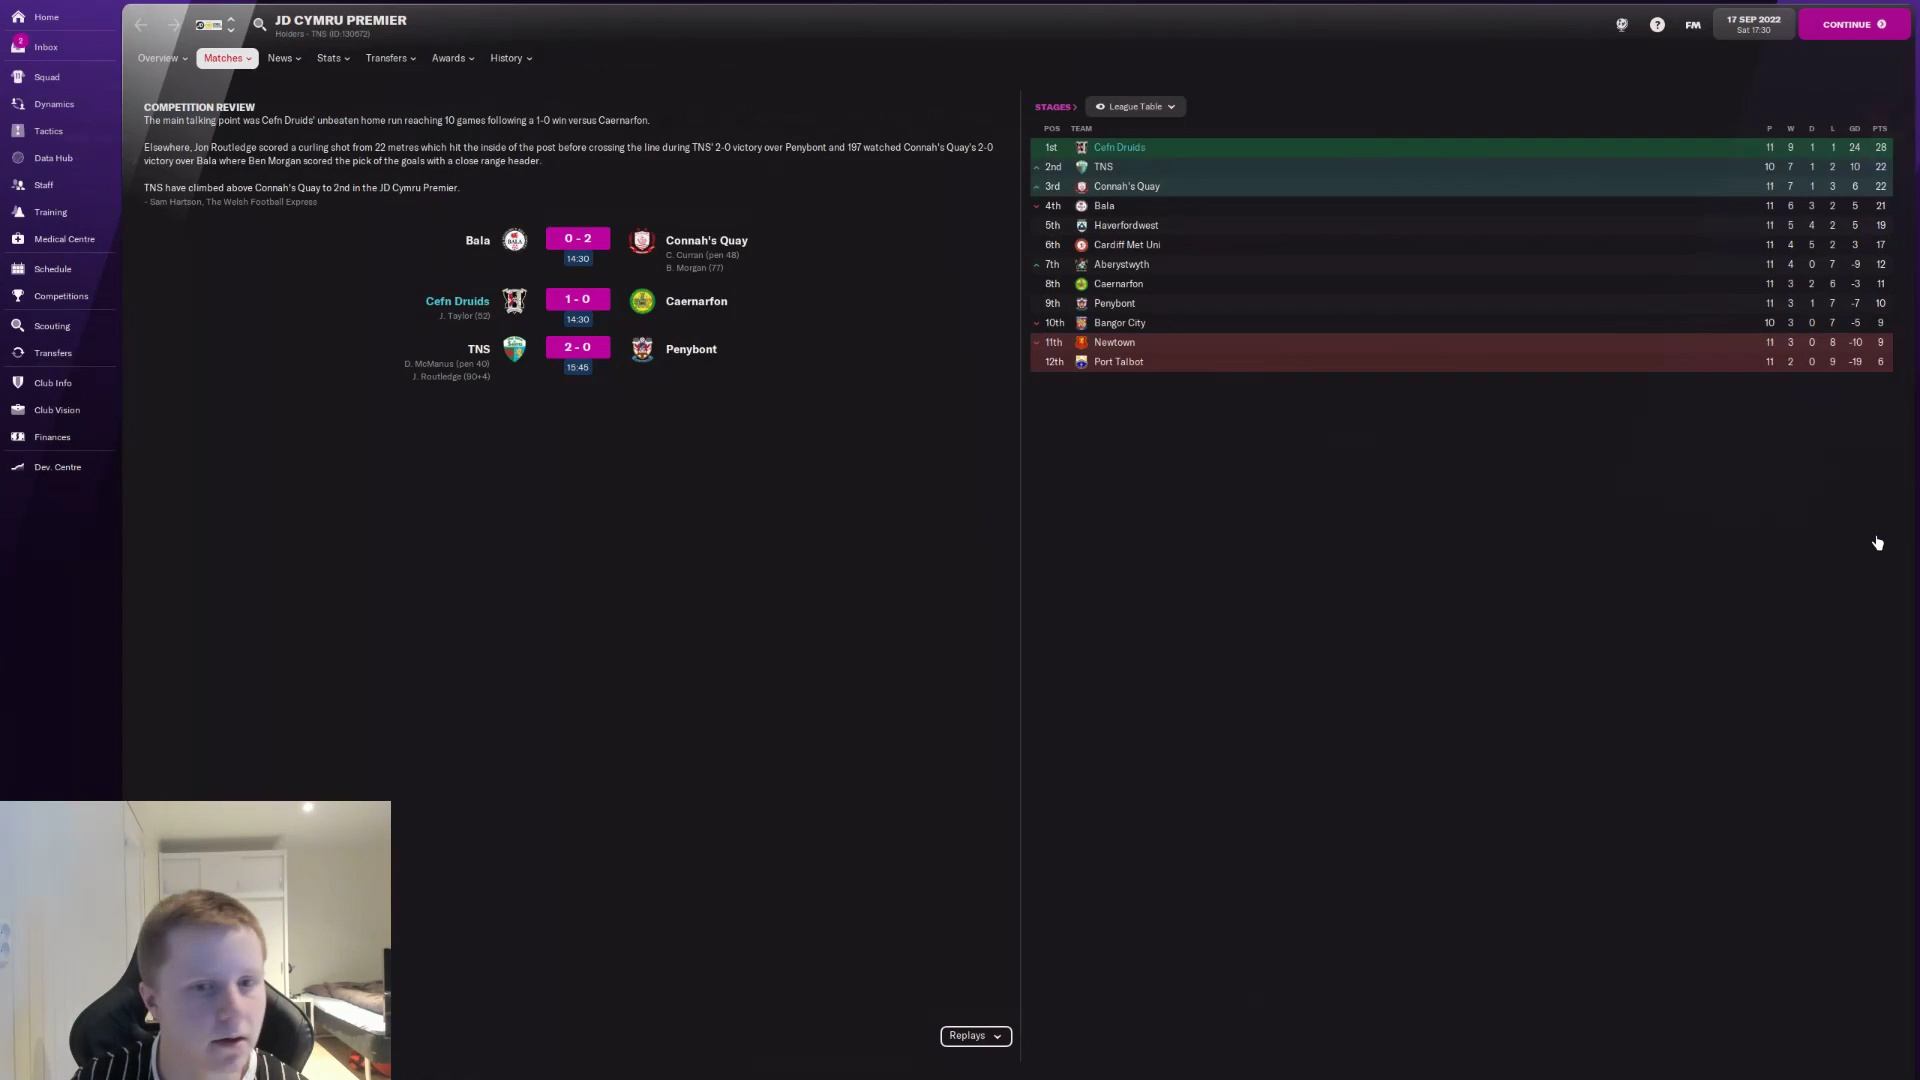 Home
2
Inbox
Squad
Dynamics
Tactics
Data Hub
Staff
Training
Medical Centre
Schedule
Competitions
Scouting
Transfers
Club Info
Club Vision
Finances
Dev. Centre
JD CYMRU PREMIER
Holders - TNS (ID:130672)
FM
17 SEP 2022
Sat 17:30
CONTINUE
Overview
Matches
News
Stats
Transfers
Awards
History
COMPETITION REVIEW
The main talking point was Cefn Druids' unbeaten home run reaching 10 games following a 1-0 win versus Caernarfon.
Elsewhere, Jon Routledge scored a curling shot from 22 metres which hit the inside of the post before crossing the line during TNS' 2-0 victory over Penybont and 197 watched Connah's Quay's 2-0
victory over Bala where Ben Morgan scored the pick of the goals with a close range header.
TNS have climbed above Connah's Quay to 2nd in the JD Cymru Premier.
- Sam Hartson, The Welsh Football Express
Bala 0 - 2 Connah's Quay
14:30 C. Curran (pen 48)
B. Morgan (77)
Cefn Druids 1 - 0 Caernarfon
J. Taylor (52) 14:30
TNS 2 - 0 Penybont
D. McManus (pen 40) 15:45
J. Routledge (90+4)
Replays
STAGES> League Table
POS TEAM P W D L GD PTS
1st Cefn Druids 11 9 1 1 24 28
2nd TNS 10 7 1 2 10 22
3rd Connah's Quay 11 7 1 3 6 22
4th Bala 11 6 3 2 5 21
5th Haverfordwest 11 5 4 2 5 19
6th Cardiff Met Uni 11 4 5 2 3 17
7th Aberystwyth 11 4 0 7 -9 12
8th Caernarfon 11 3 2 6 -3 11
9th Penybont 11 3 1 7 -7 10
10th Bangor City 10 3 0 7 -5 9
11th Newtown 11 3 0 8 -10 9
12th Port Talbot 11 2 0 9 -19 6